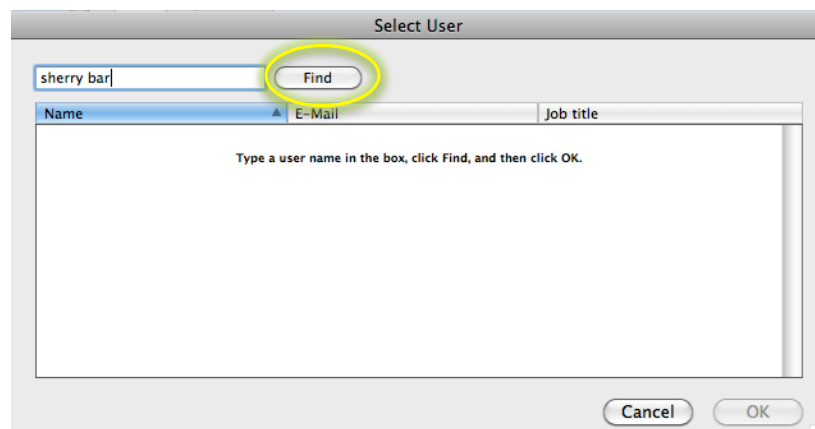 Select User
sherry bar
Find
Name E-Mail Job title
Type a user name in the box, click Find, and then click OK.
Cancel OK